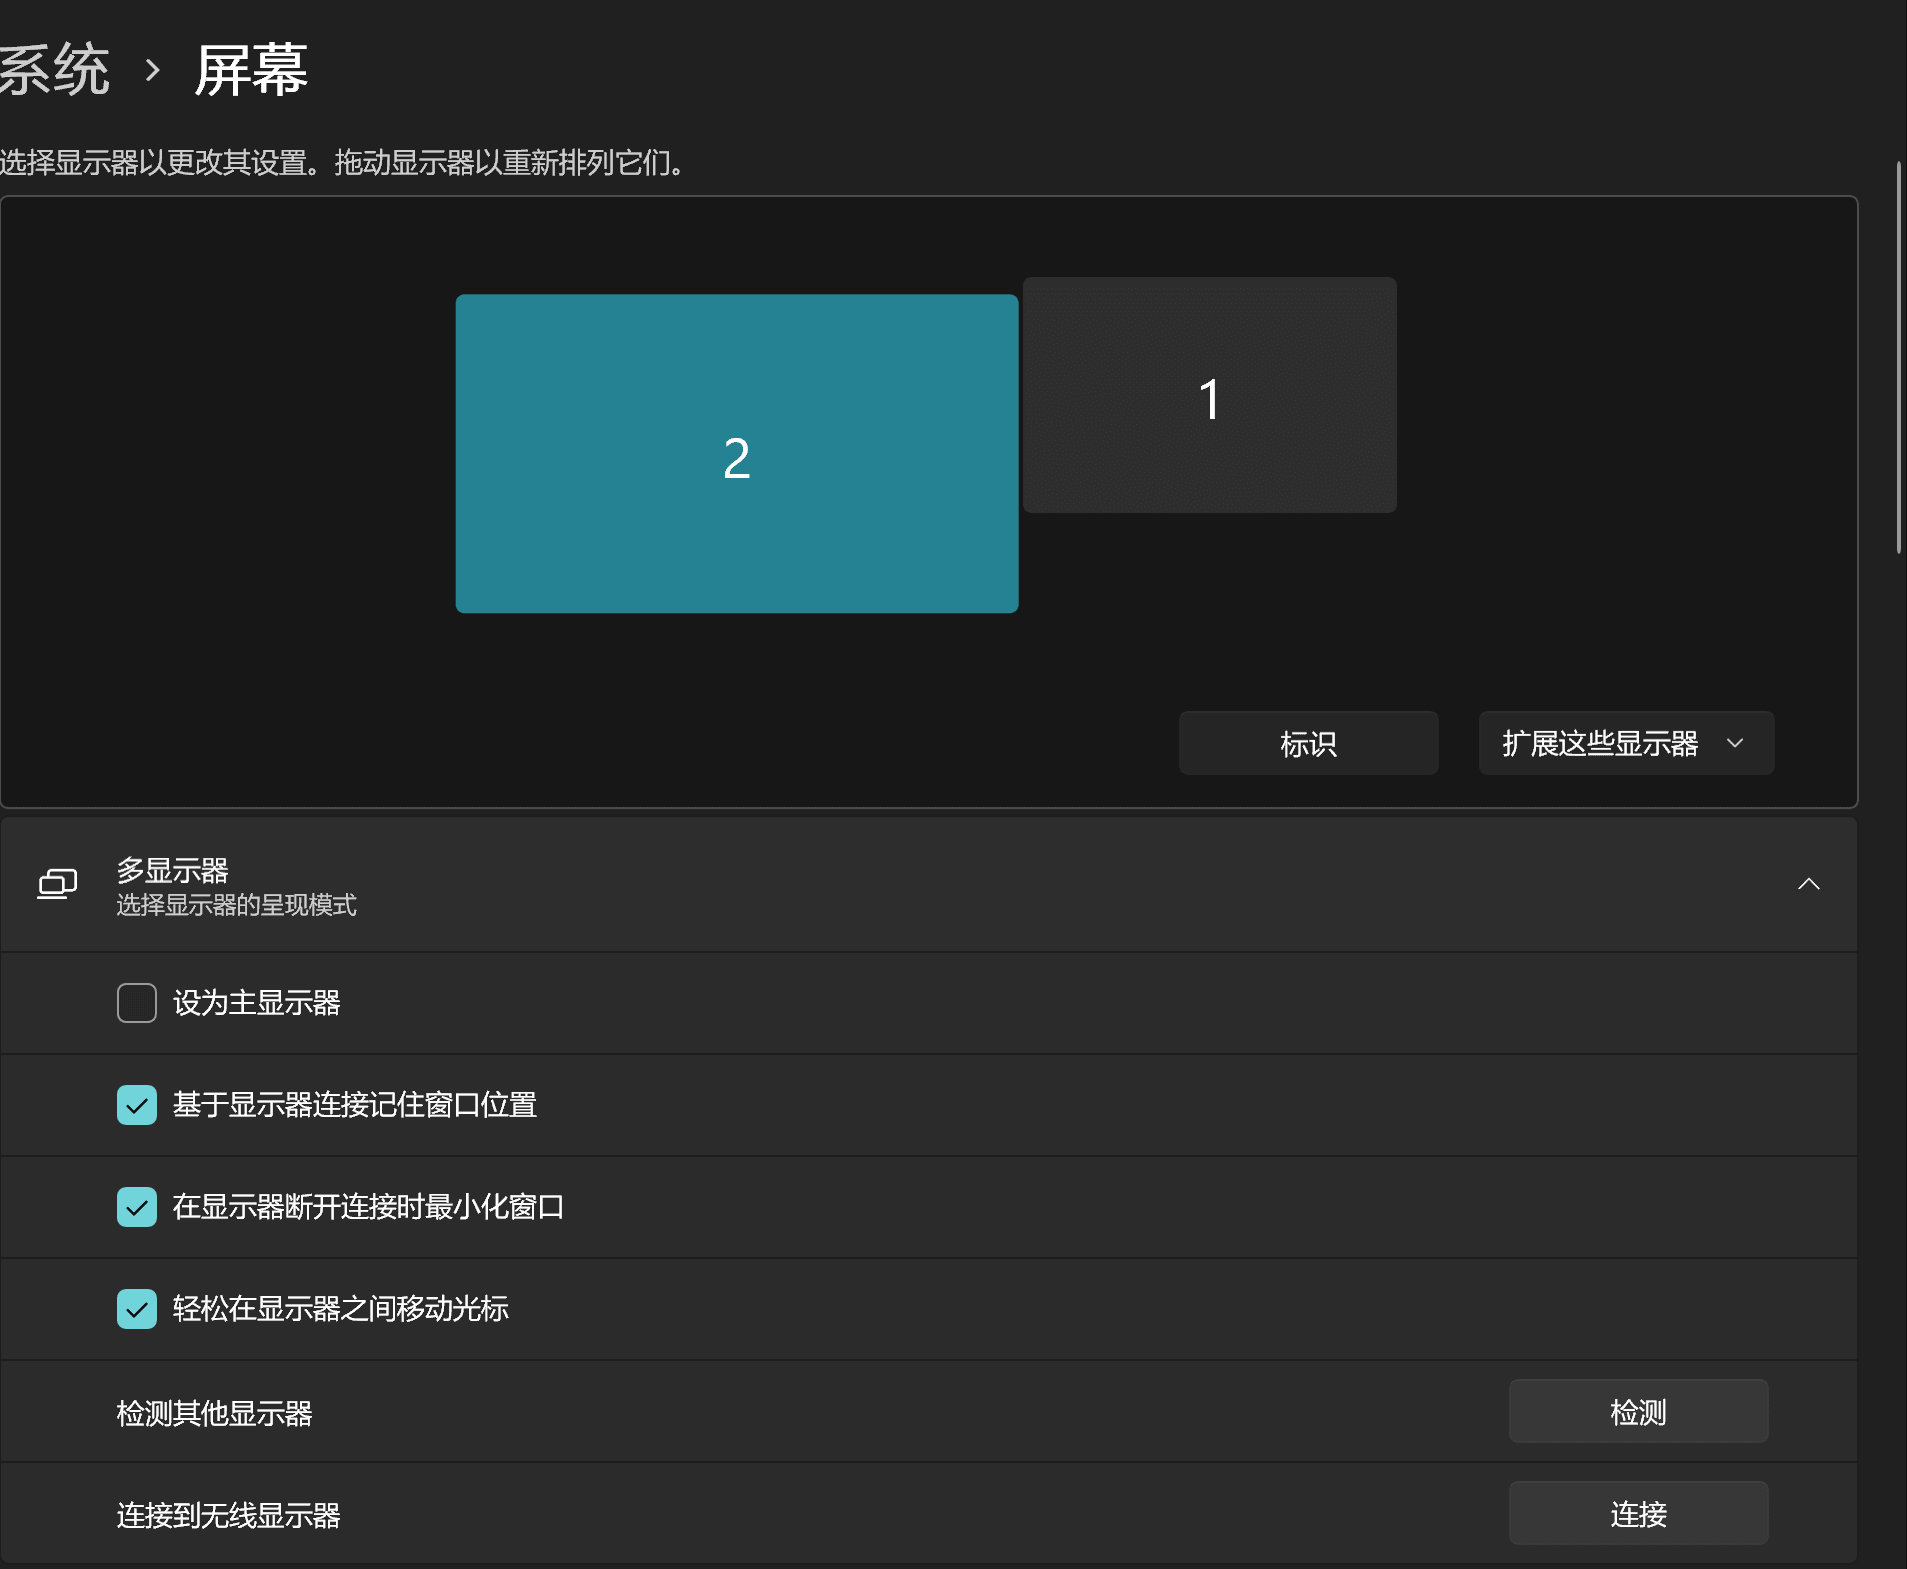 系统 › 屏幕
选择显示器以更改其设置。拖动显示器以重新排列它们。
1
2
标识
扩展这些显示器
多显示器
选择显示器的呈现模式
设为主显示器
基于显示器连接记住窗口位置
在显示器断开连接时最小化窗口
轻松在显示器之间移动光标
检测其他显示器
检测
连接到无线显示器
连接